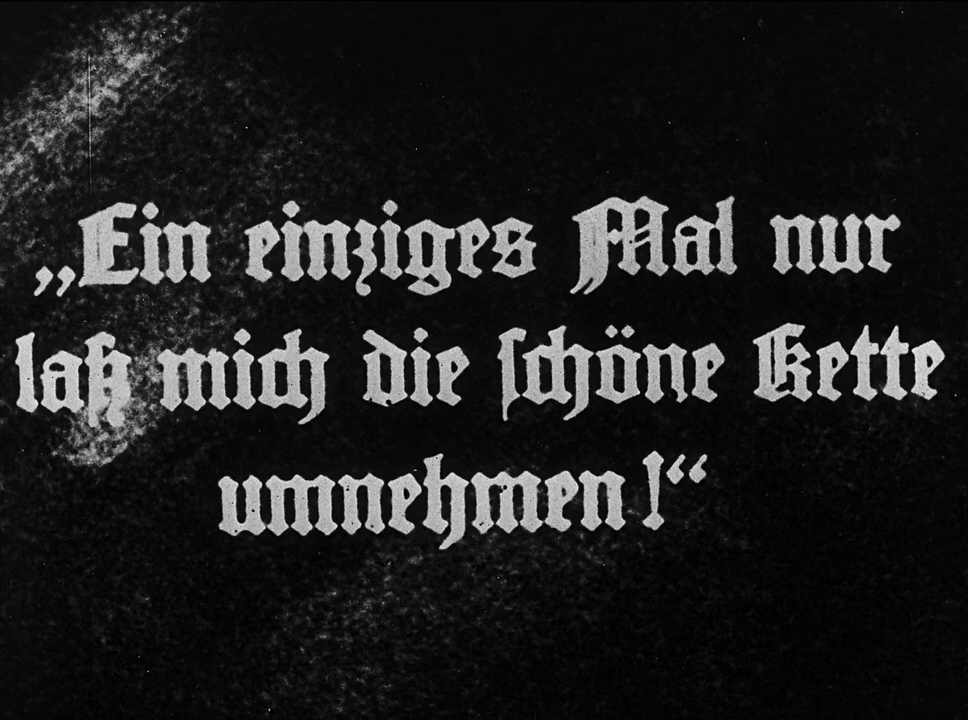 „Ein einziges Mal nur
laß mich die schöne Kette
umnehmen!“